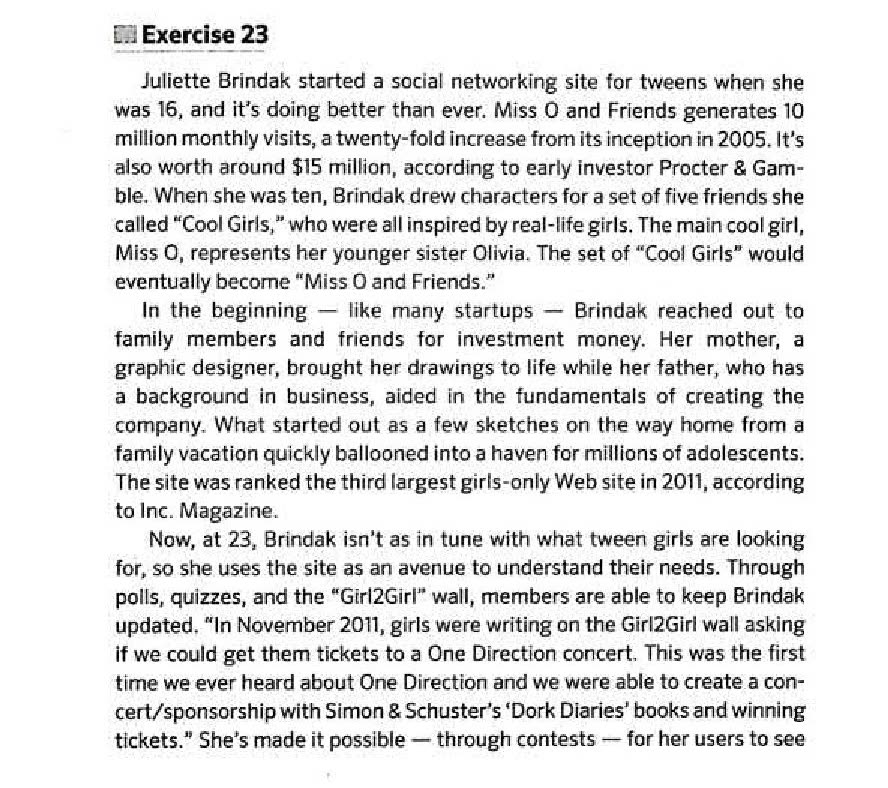 Exercise 23
Juliette Brindak started a social networking site for tweens when she
was 16, and it's doing better than ever. Miss O and Friends generates 10
million monthly visits, a twenty-fold increase from its inception in 2005. It's
also worth around $15 million, according to early investor Procter & Gam-
ble. When she was ten, Brindak drew characters for a set of five friends she
called "Cool Girls," who were all inspired by real-life girls. The main cool girl,
Miss O, represents her younger sister Olivia. The set of "Cool Girls" would
eventually become "Miss O and Friends."
In the beginning — like many startups — Brindak reached out to
family members and friends for investment money. Her mother, a
graphic designer, brought her drawings to life while her father, who has
a background in business, aided in the fundamentals of creating the
company. What started out as a few sketches on the way home from a
family vacation quickly ballooned into a haven for millions of adolescents.
The site was ranked the third largest girls-only Web site in 2011, according
to Inc. Magazine.
Now, at 23, Brindak isn't as in tune with what tween girls are looking
for, so she uses the site as an avenue to understand their needs. Through
polls, quizzes, and the "Girl2Girl" wall, members are able to keep Brindak
updated. "In November 2011, girls were writing on the Girl2Girl wall asking
if we could get them tickets to a One Direction concert. This was the first
time we ever heard about One Direction and we were able to create a con-
cert/sponsorship with Simon & Schuster's 'Dork Diaries' books and winning
tickets." She's made it possible — through contests — for her users to see